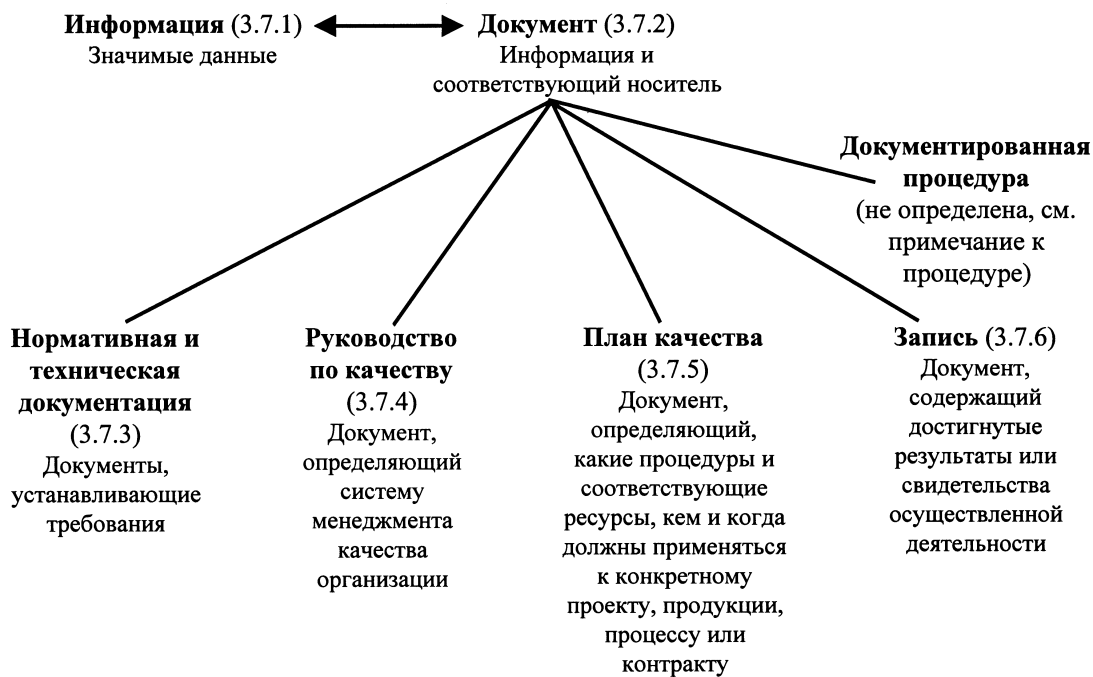 Информация (3.7.1)
Значимые данные
Документ (3.7.2)
Информация и
соответствующий носитель
Документированная
процедура
(не определена, см.
примечание к
процедуре)
Нормативная и
техническая
документация
(3.7.3)
Документы,
устанавливающие
требования
Руководство
по качеству
(3.7.4)
Документ,
определяющий
систему
менеджмента
качества
организации
План качества
(3.7.5)
Документ,
определяющий,
какие процедуры и
соответствующие
ресурсы, кем и когда
должны применяться
к конкретному
проекту, продукции,
процессу или
контракту
Запись (3.7.6)
Документ,
содержащий
достигнутые
результаты или
свидетельства
осуществленной
деятельности